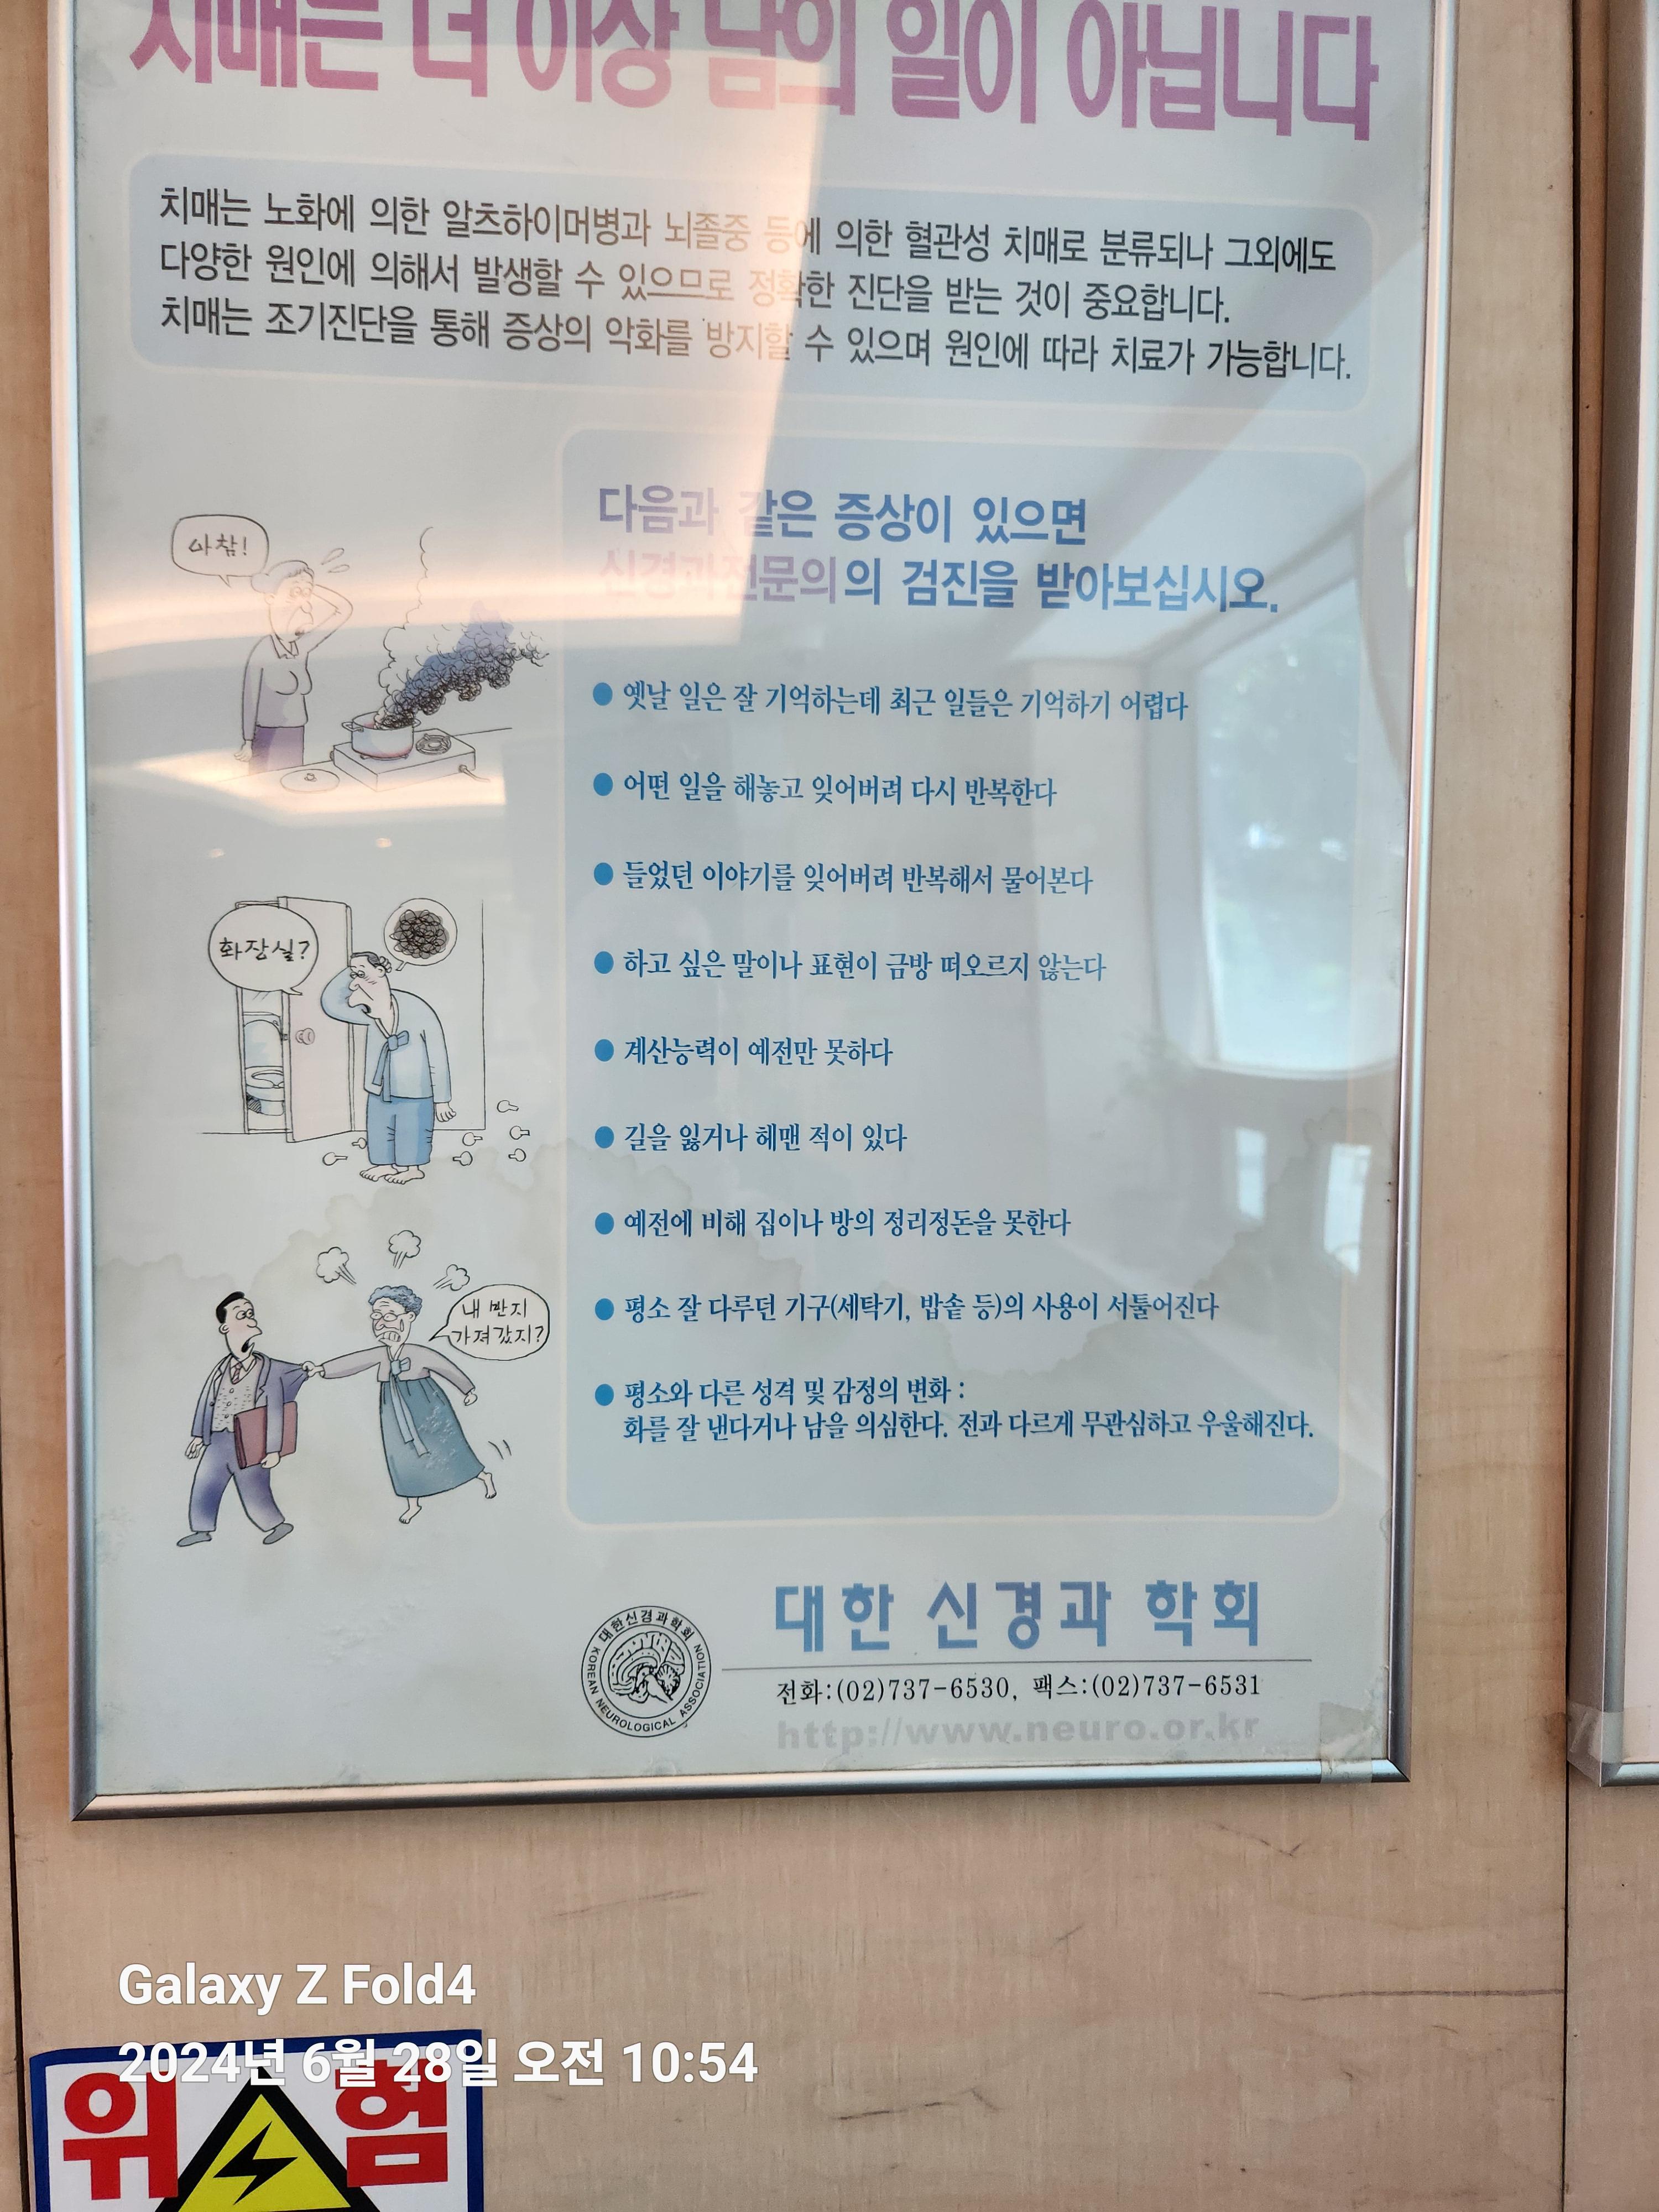 치매는 더 이상 남의 일이 아닙니다
치매는 노화에 의한 알츠하이머병과 뇌졸중 등에 의한 혈관성 치매로 분류되나 그외에도
다양한 원인에 의해서 발생할 수 있으므로 정확한 진단을 받는 것이 중요합니다.
치매는 조기진단을 통해 증상의 악화를 방지할 수 있으며 원인에 따라 치료가 가능합니다.
다음과 같은 증상이 있으면
신경과전문의의 검진을 받아보십시오.
아참!
● 옛날 일은 잘 기억하는데 최근 일들은 기억하기 어렵다
● 어떤 일을 해놓고 잊어버려 다시 반복한다
● 들었던 이야기를 잊어버려 반복해서 물어본다
화장실?
● 하고 싶은 말이나 표현이 금방 떠오르지 않는다
● 계산능력이 예전만 못하다
● 길을 잃거나 헤맨 적이 있다
● 예전에 비해 집이나 방의 정리정돈을 못한다
● 평소 잘 다루던 기구(세탁기, 밥솥 등)의 사용이 서툴어진다
내 반지
가져갔지?
● 평소와 다른 성격 및 감정의 변화 :
화를 잘 낸다거나 남을 의심한다. 전과 다르게 무관심하고 우울해진다.
대한신경과학회
KOREAN NEUROLOGICAL ASSOCIATION
대한 신경과 학회
전화:(02)737-6530, 팩스:(02)737-6531
http://www.neuro.or.kr
Galaxy Z Fold4
2024년 6월 28일 오전 10:54
위험